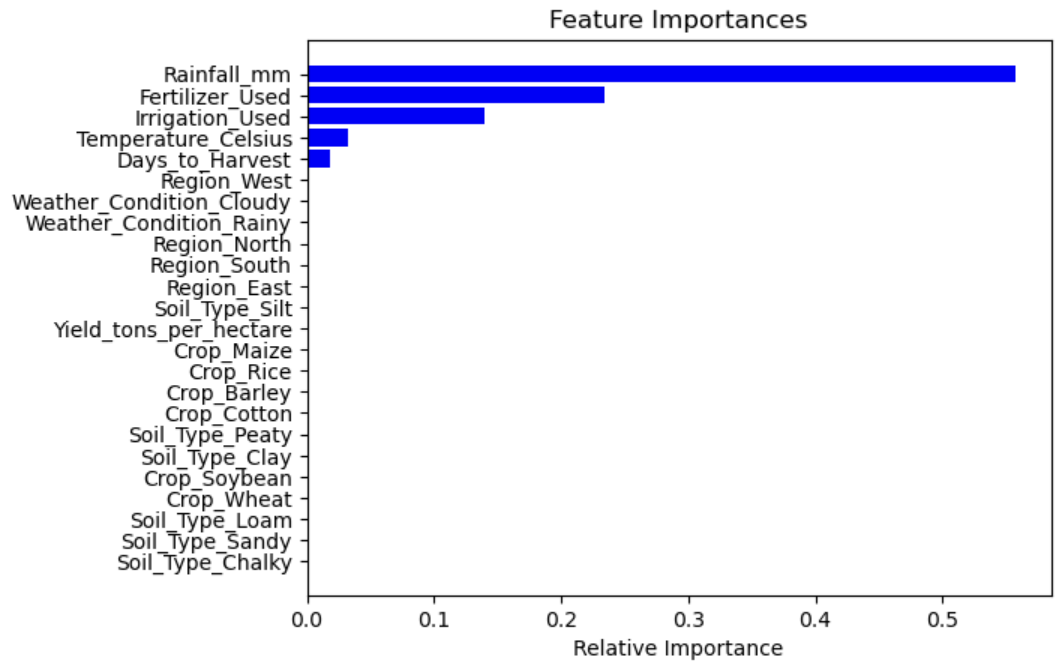 Feature Importances
Rainfall_mm
Fertilizer_Used
Irrigation_Used
Temperature_Celsius
Days_to_Harvest
Region_West
Weather_Condition_Cloudy
Weather_Condition_Rainy
Region_North
Region_South
Region_East
Soil_Type_Silt
Yield_tons_per_hectare
Crop_Maize
Crop_Rice
Crop_Barley
Crop_Cotton
Soil_Type_Peaty
Soil_Type_Clay
Crop_Soybean
Crop_Wheat
Soil_Type_Loam
Soil_Type_Sandy
Soil_Type_Chalky
0.0 0.1 0.2 0.3 0.4 0.5
Relative Importance